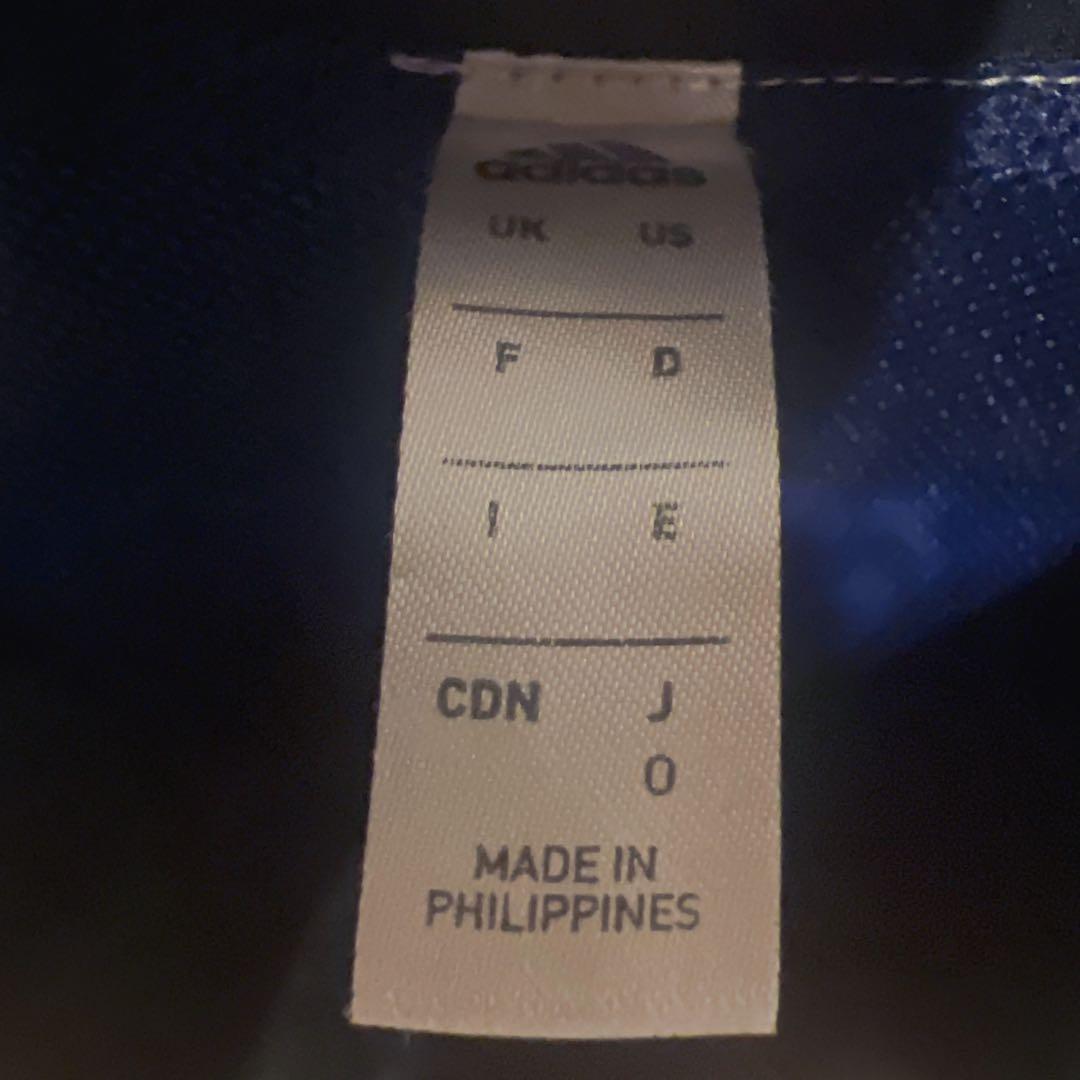 adidas
UK US
F D
I E
CDN J
O
MADE IN
PHILIPPINES